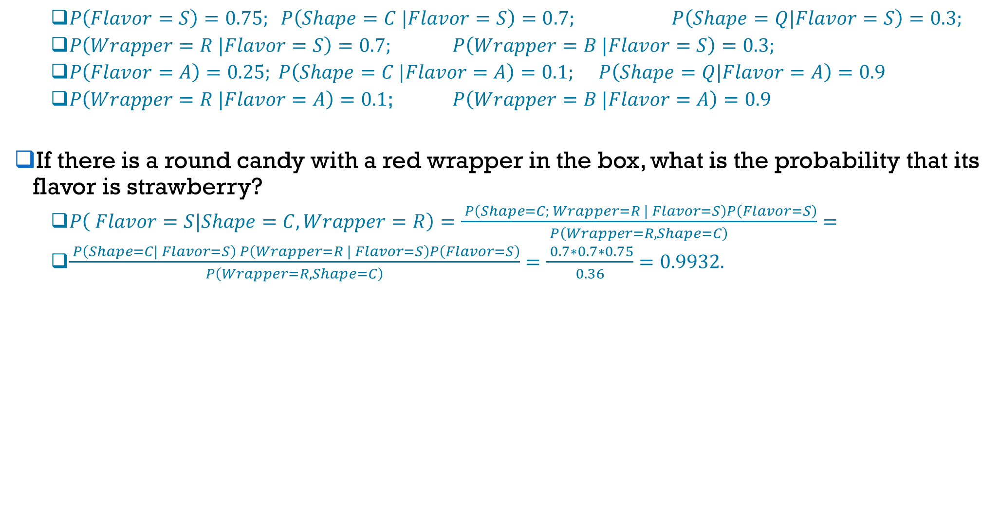 ❑P(Flavor = S) = 0.75; P(Shape = C |Flavor = S) = 0.7; P(Shape = Q|Flavor = S) = 0.3;
❑P(Wrapper = R |Flavor = S) = 0.7; P(Wrapper = B |Flavor = S) = 0.3;
❑P(Flavor = A) = 0.25; P(Shape = C |Flavor = A) = 0.1; P(Shape = Q|Flavor = A) = 0.9
❑P(Wrapper = R |Flavor = A) = 0.1; P(Wrapper = B |Flavor = A) = 0.9
❑If there is a round candy with a red wrapper in the box, what is the probability that its
flavor is strawberry?
❑P( Flavor = S|Shape = C, Wrapper = R) = \frac{P(Shape=C; Wrapper=R | Flavor=S)P(Flavor=S)}{P(Wrapper=R,Shape=C)} =
❑\frac{P(Shape=C| Flavor=S) P(Wrapper=R | Flavor=S)P(Flavor=S)}{P(Wrapper=R,Shape=C)} = \frac{0.7*0.7*0.75}{0.36} = 0.9932.